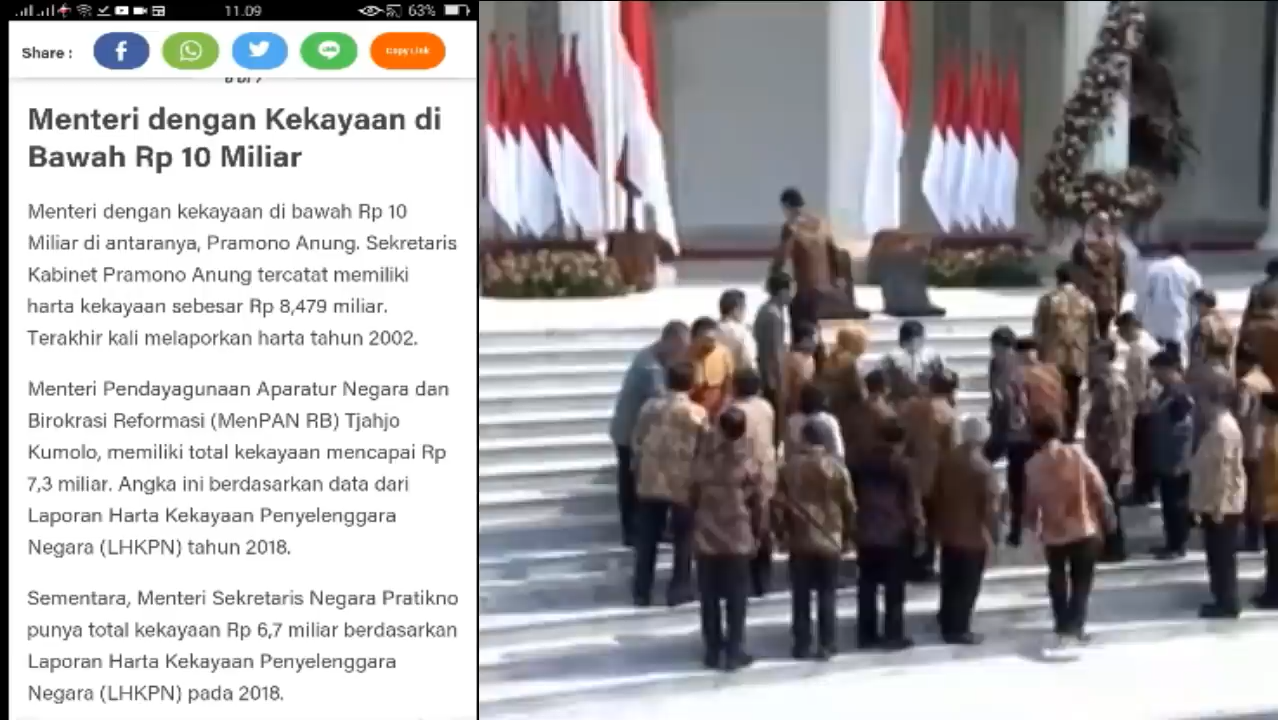 11.09
63%
Share :
Copy Link
6 of 7
Menteri dengan Kekayaan di
Bawah Rp 10 Miliar
Menteri dengan kekayaan di bawah Rp 10
Miliar di antaranya, Pramono Anung. Sekretaris
Kabinet Pramono Anung tercatat memiliki
harta kekayaan sebesar Rp 8,479 miliar.
Terakhir kali melaporkan harta tahun 2002.
Menteri Pendayagunaan Aparatur Negara dan
Birokrasi Reformasi (MenPAN RB) Tjahjo
Kumolo, memiliki total kekayaan mencapai Rp
7,3 miliar. Angka ini berdasarkan data dari
Laporan Harta Kekayaan Penyelenggara
Negara (LHKPN) tahun 2018.
Sementara, Menteri Sekretaris Negara Pratikno
punya total kekayaan Rp 6,7 miliar berdasarkan
Laporan Harta Kekayaan Penyelenggara
Negara (LHKPN) pada 2018.